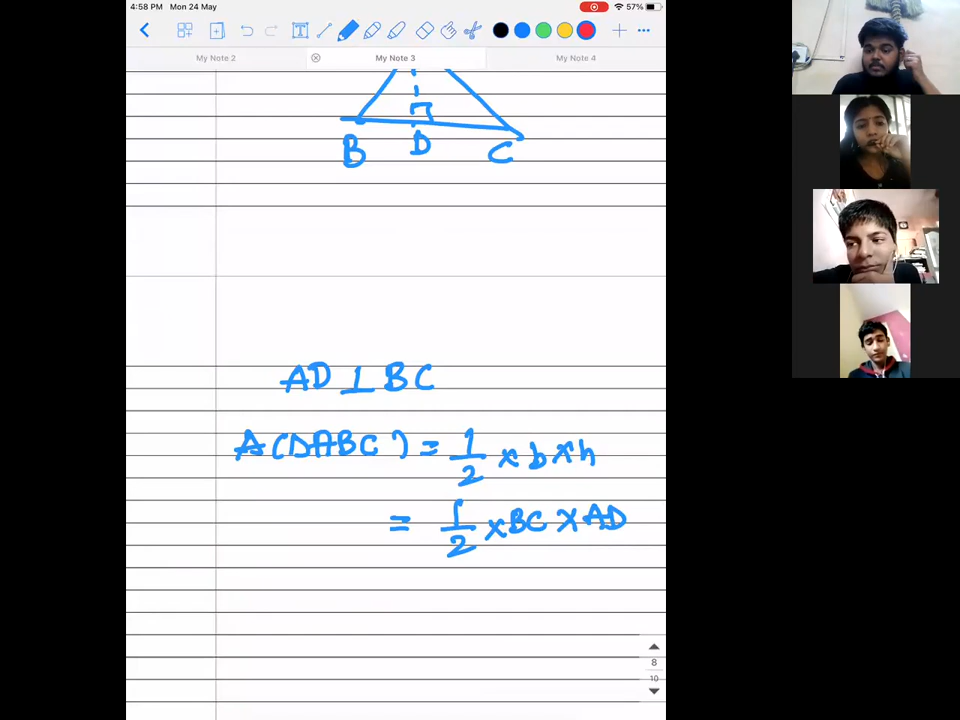 4:58 PM Mon 24 May
57%
My Note 2
My Note 3
My Note 4
B D C
AD ⊥ BC
A(ΔABC) = 1/2 × b × h
= 1/2 × BC × AD
8
10